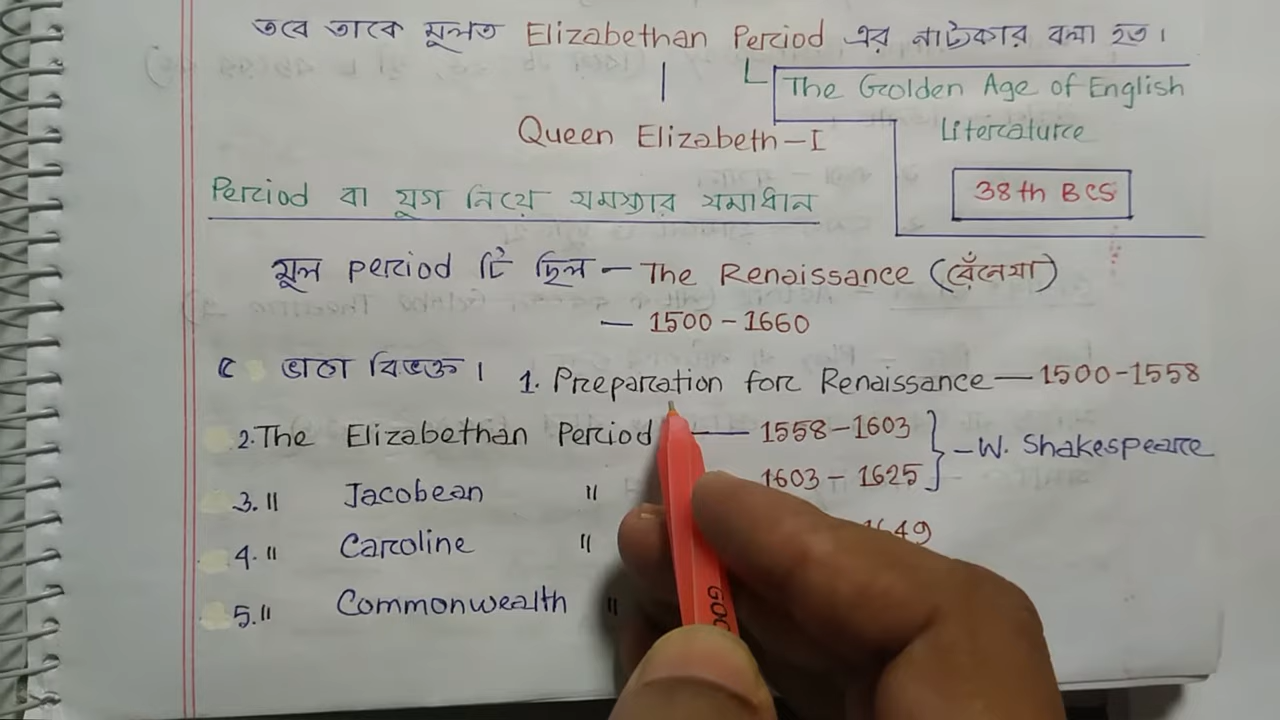 তবে তাকে মূলত Elizabethan Period এর নাট্যকার বলা হত।
The Golden Age of English
Literature
Queen Elizabeth-I
38th BCS
Period বা যুগ নিয়ে সমস্যার সমাধান
মূল period টি ছিল - The Renaissance (রেঁনেসা)
- 1500-1660
৫ ভাগে বিভক্ত। 1. Preparation for Renaissance - 1500-1558
2. The Elizabethan Period - 1558-1603
- W. Shakespeare
3. " Jacobean " 1603 - 1625
4. " Caroline " 1649
5. " Commonwealth "